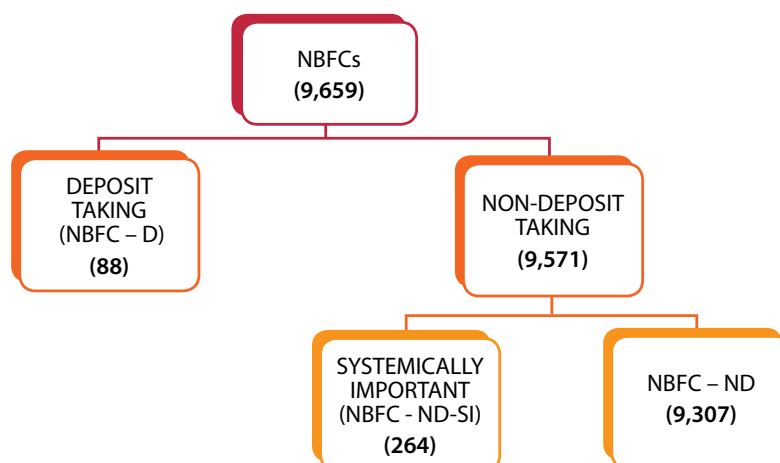 NBFCs
(9,659)
DEPOSIT
TAKING
(NBFC – D)
(88)
NON-DEPOSIT
TAKING
(9,571)
SYSTEMICALLY
IMPORTANT
(NBFC - ND-SI)
(264)
NBFC – ND
(9,307)